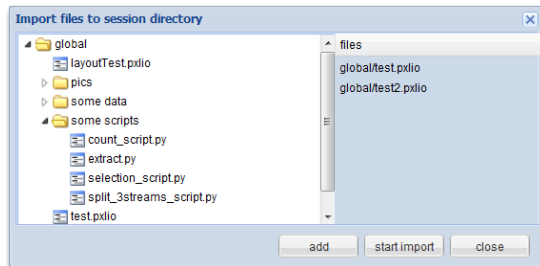 Import files to session directory
global
layoutTest.pxlio
pics
some data
some scripts
count_script.py
extract.py
selection_script.py
split_3streams_script.py
test.pxlio
files
global/test.pxlio
global/test2.pxlio
add
start import
close